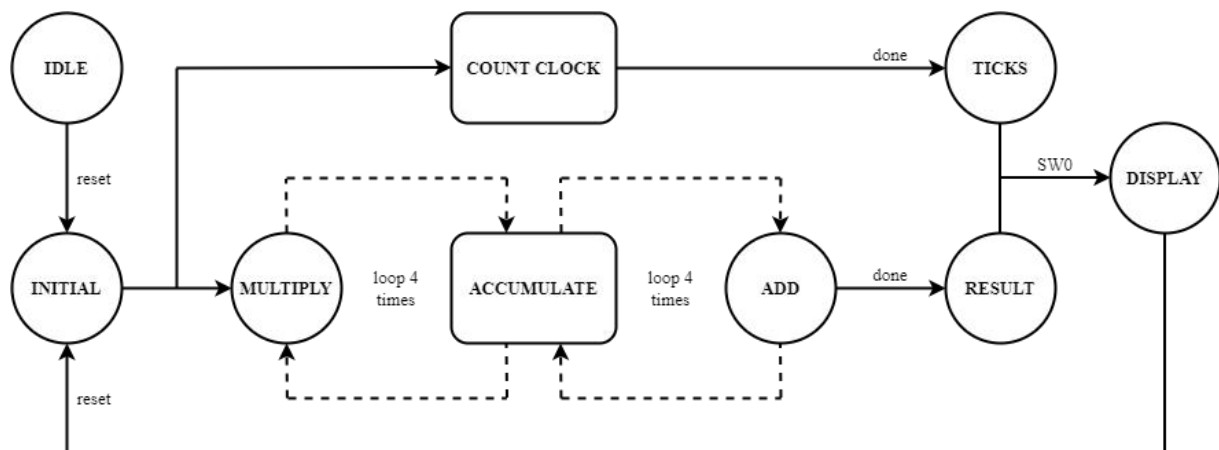 IDLE
COUNT CLOCK
done
TICKS
reset
SW0
DISPLAY
INITIAL
MULTIPLY
loop 4
times
ACCUMULATE
loop 4
times
ADD
done
RESULT
reset